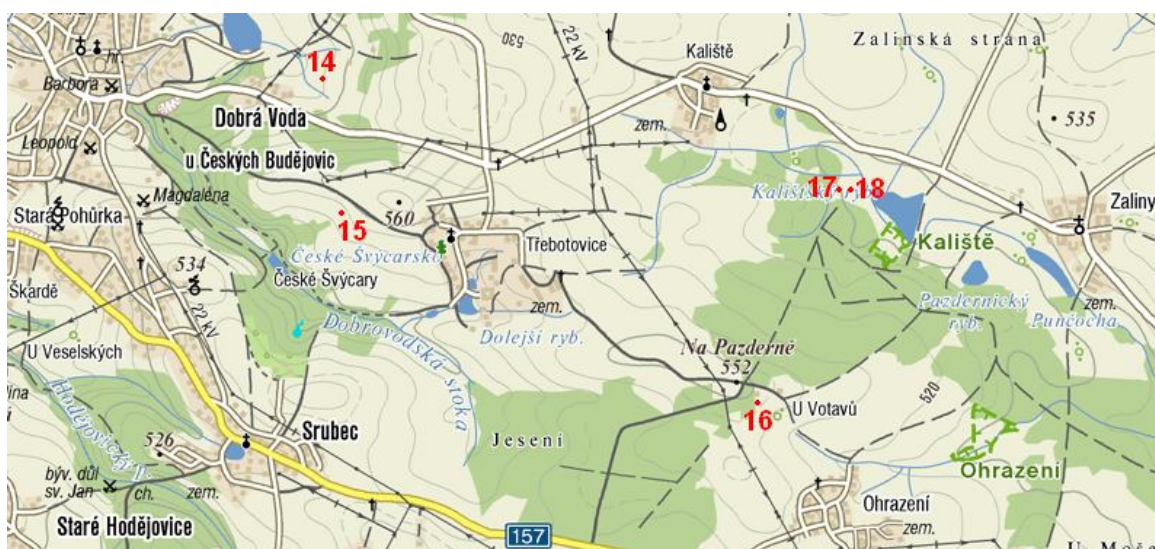 hr.
14
530
22 kV
Kaliště
Zalinská strana
Barbora
Dobrá Voda
u Českých Budějovic
Leopold
Magdaléna
zem.
535
17
18
Kališťský ryb.
Stará Pohůrka
560
15
Třebotovice
Zaliny
Kaliště
České Švýcarsko
České Švýcary
534
Škardě
22 kV
zem.
Pazdernický
ryb.
Punčocha
zem.
Dobrovodská stoka
Dolejší ryb.
U Veselských
Na Pazderně
552
520
U Votavů
16
Hodějovický p.
Srubec
Jesení
526
Ohrazení
býv. důl
sv. Jan
ch.
zem.
Ohrazení
zem.
Staré Hodějovice
157